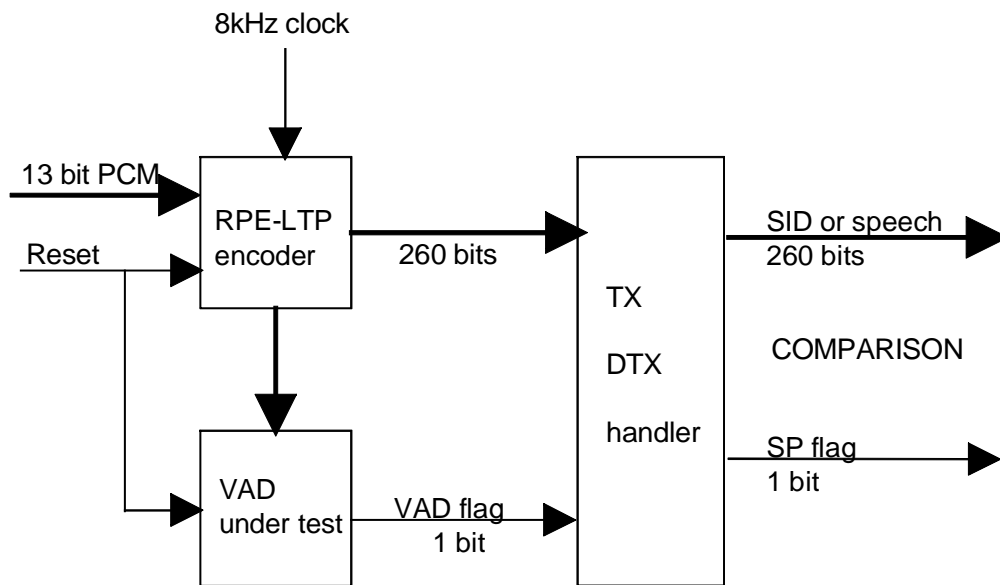 8kHz clock
13 bit PCM
RPE-LTP
encoder
Reset
260 bits
SID or speech
260 bits
TX
DTX
handler
COMPARISON
VAD
under test
VAD flag
1 bit
SP flag
1 bit